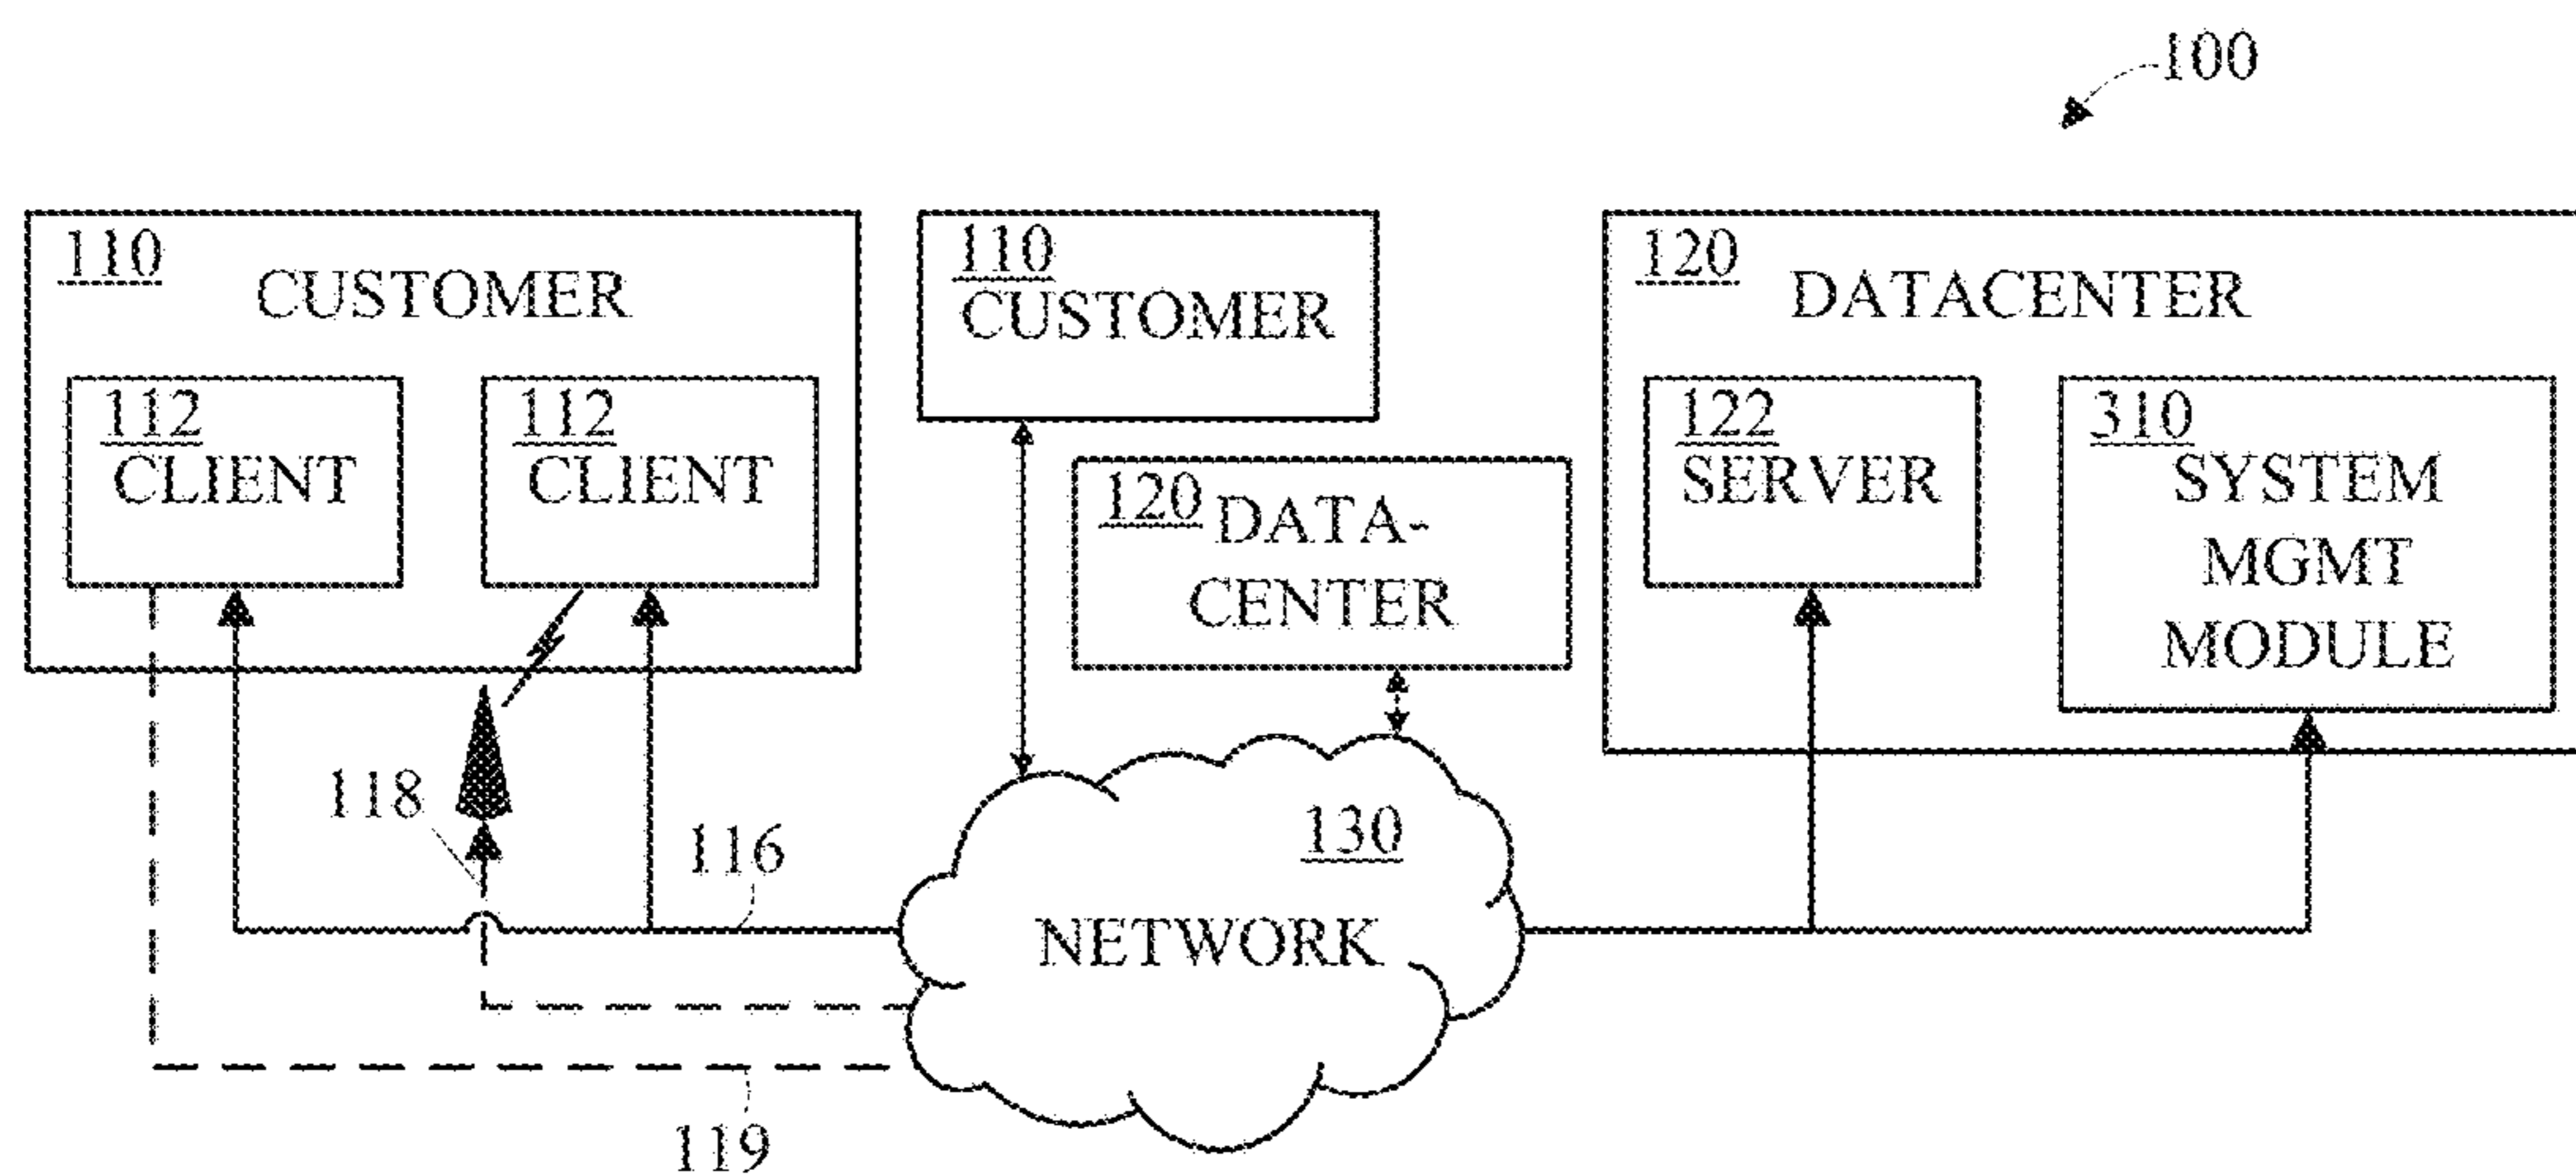 100
110
CUSTOMER
112
CLIENT
112
CLIENT
110
CUSTOMER
120
DATA-
CENTER
120
DATACENTER
122
SERVER
310
SYSTEM
MGMT
MODULE
118
116
130
NETWORK
119